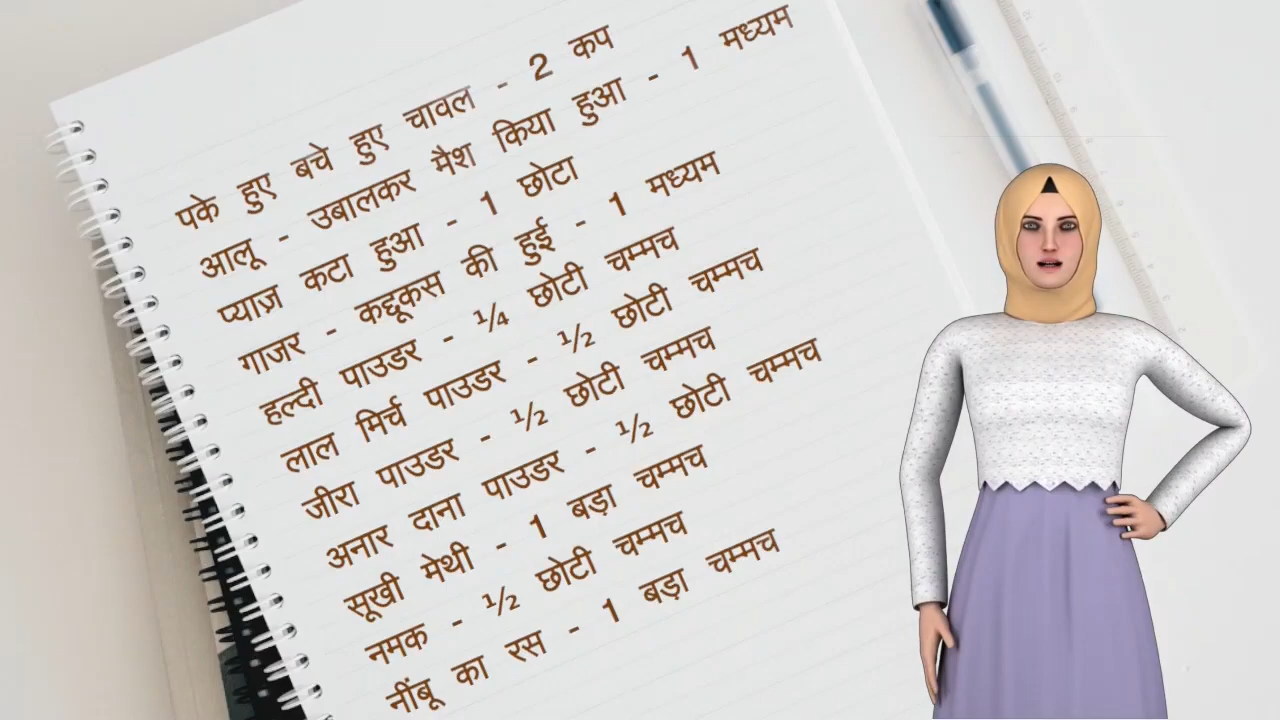 पके हुए बचे हुए चावल - 2 कप
आलू - उबालकर मैश किया हुआ - 1 मध्यम
प्याज़ कटा हुआ - 1 छोटा
गाजर - कद्दूकस की हुई - 1 मध्यम
हल्दी पाउडर - ¼ छोटी चम्मच
लाल मिर्च पाउडर - ½ छोटी चम्मच
जीरा पाउडर - ½ छोटी चम्मच
अनार दाना पाउडर - ½ छोटी चम्मच
सूखी मेथी - 1 बड़ा चम्मच
नमक - ½ छोटी चम्मच
नींबू का रस - 1 बड़ा चम्मच